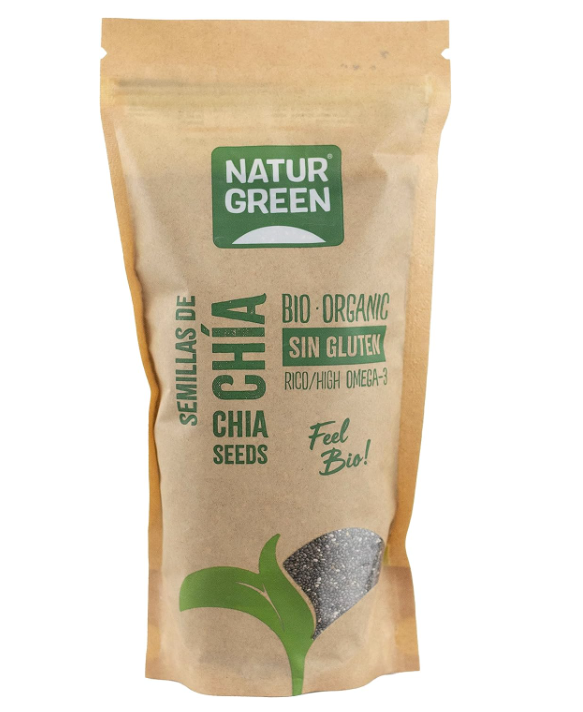 NATUR®
GREEN
SEMILLAS DE
CHÍA
CHIA
SEEDS
BIO · ORGANIC
SIN GLUTEN
RICO/HIGH OMEGA-3
Feel
Bio!